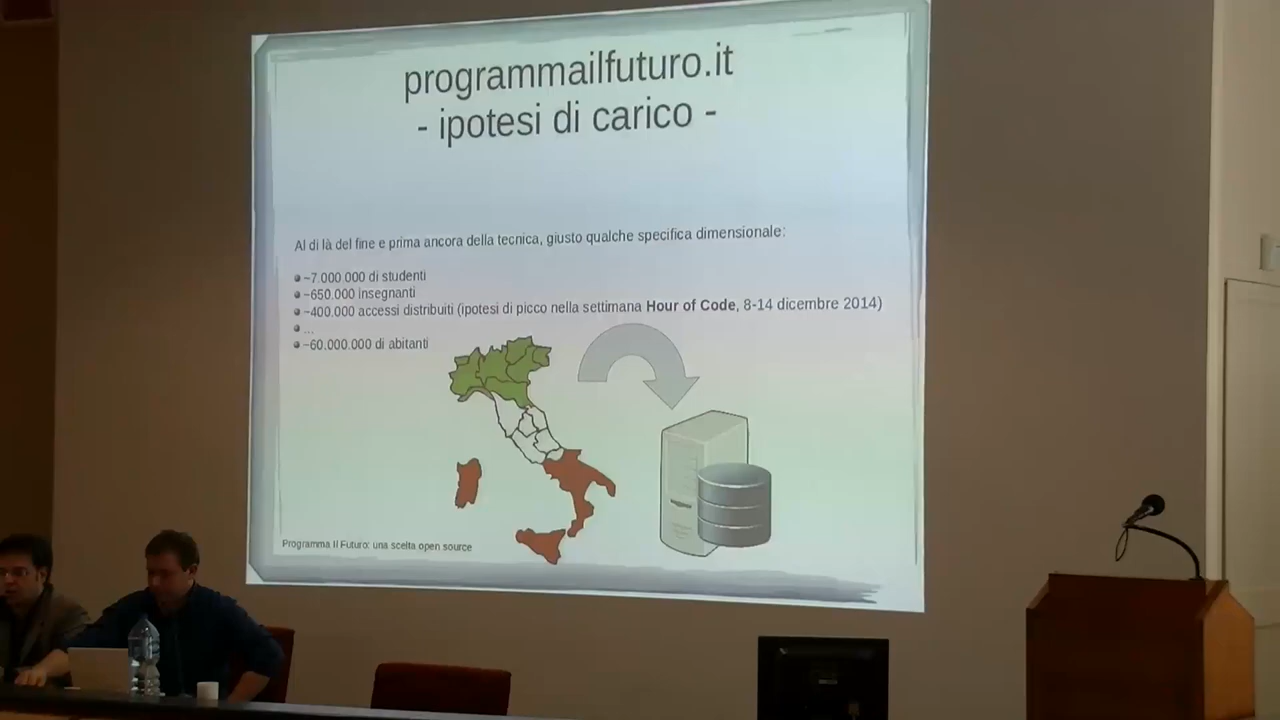 programmailfuturo.it
- ipotesi di carico -
Al di là del fine e prima ancora della tecnica, giusto qualche specifica dimensionale:
~7.000.000 di studenti
~650.000 insegnanti
~400.000 accessi distribuiti (ipotesi di picco nella settimana Hour of Code, 8-14 dicembre 2014)
...
~60.000.000 di abitanti
Programma Il Futuro: una scelta open source